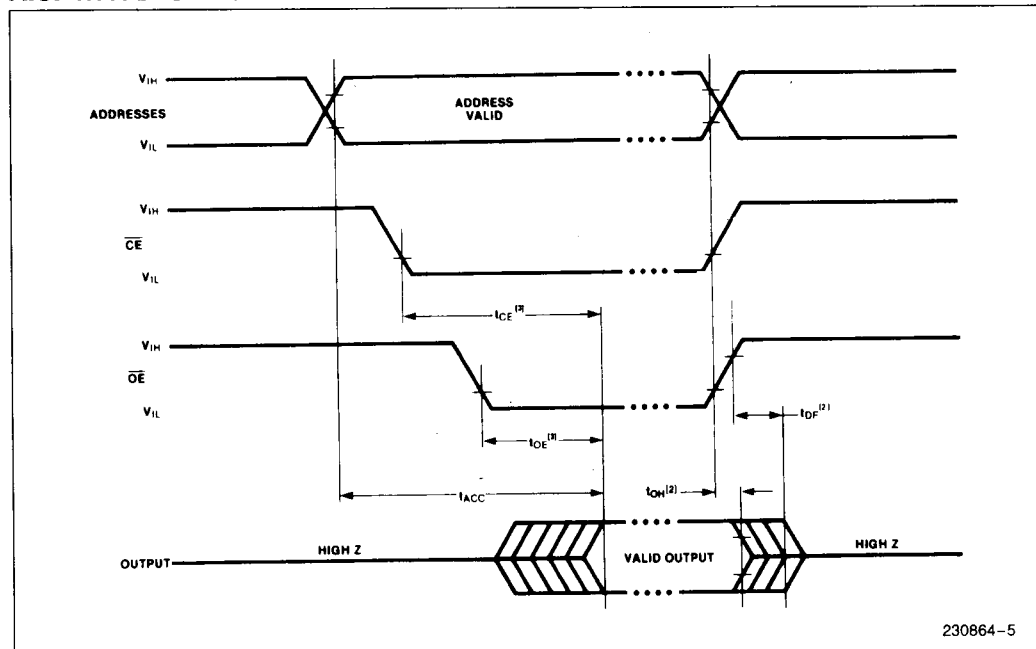 VIH
ADDRESSES
ADDRESS
VALID
VIL
VIH
CE
VIL
tCE(3)
VIH
OE
VIL
tDF(2)
tOE(3)
tOH(2)
tACC
OUTPUT
HIGH Z
VALID OUTPUT
HIGH Z
230864-5